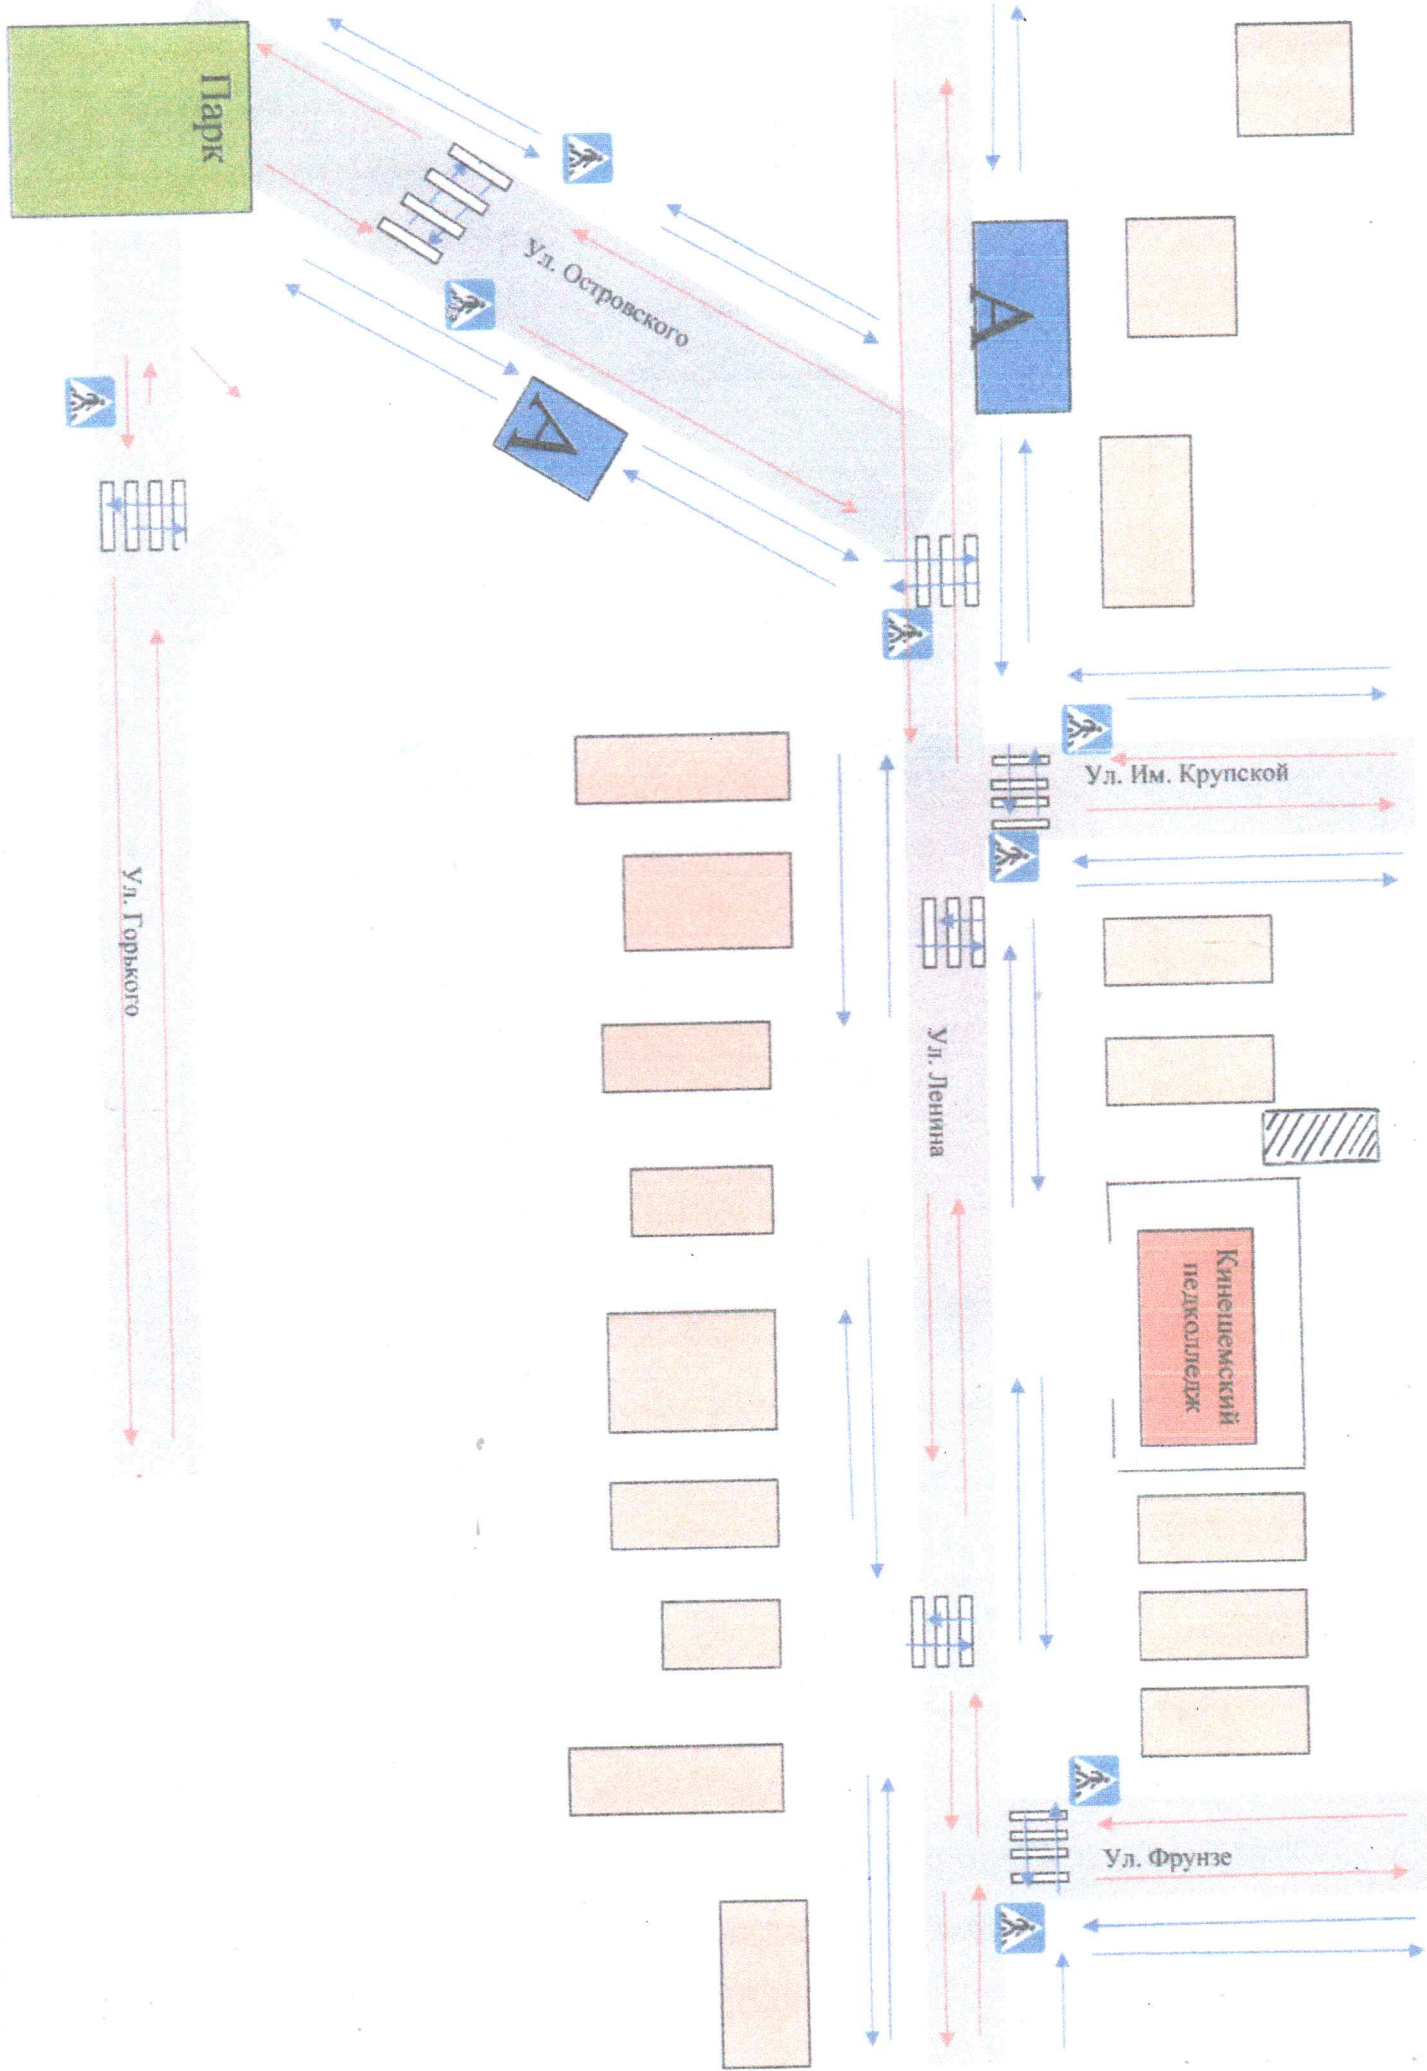 Парк
Ул. Островского
А
А
Ул. Им. Крупской
Ул. Горького
Ул. Ленина
Кинешемский
педколледж
Ул. Фрунзе